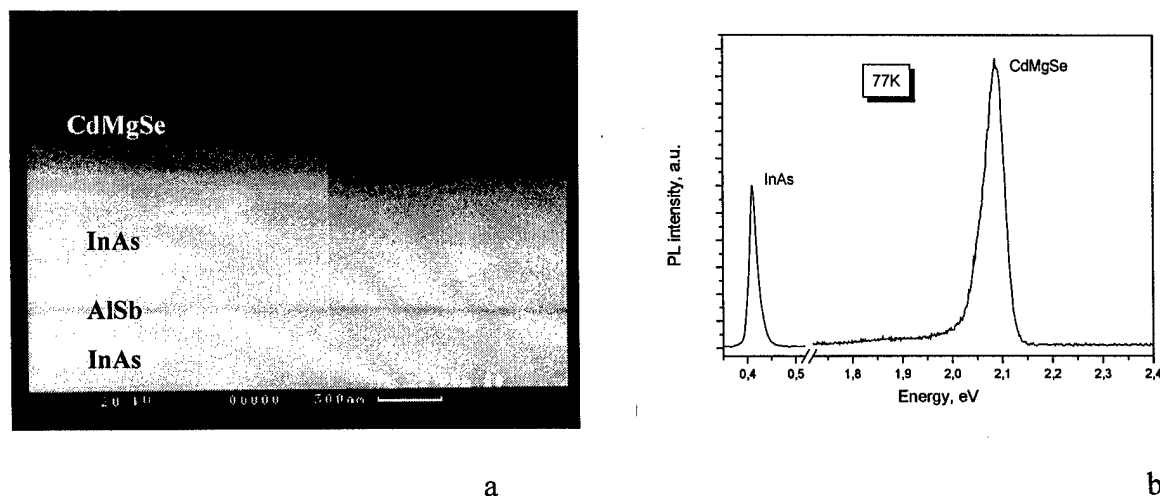 CdMgSe
InAs
AlSb
InAs
500nm
a
77K
CdMgSe
InAs
PL intensity, a.u.
0,4 0,5 1,8 1,9 2,0 2,1 2,2 2,3 2,4
Energy, eV
b